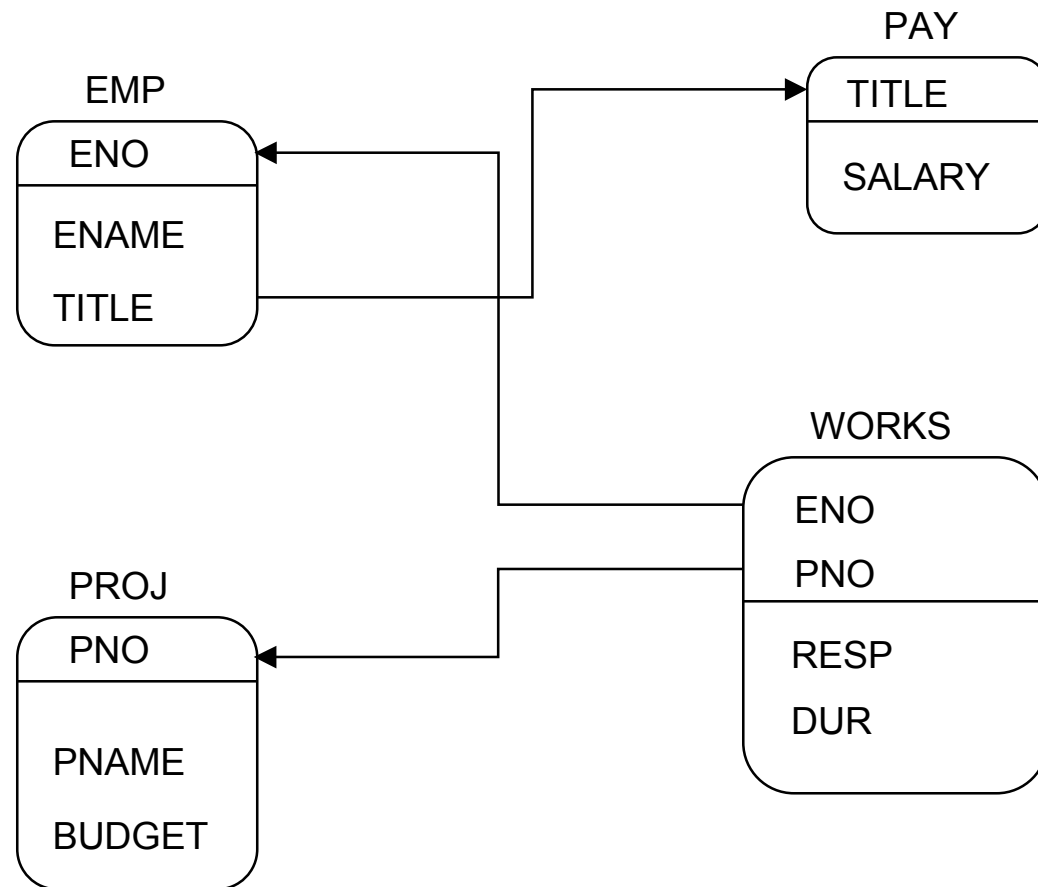 PAY
TITLE
SALARY
EMP
ENO
ENAME
TITLE
WORKS
ENO
PNO
RESP
DUR
PROJ
PNO
PNAME
BUDGET